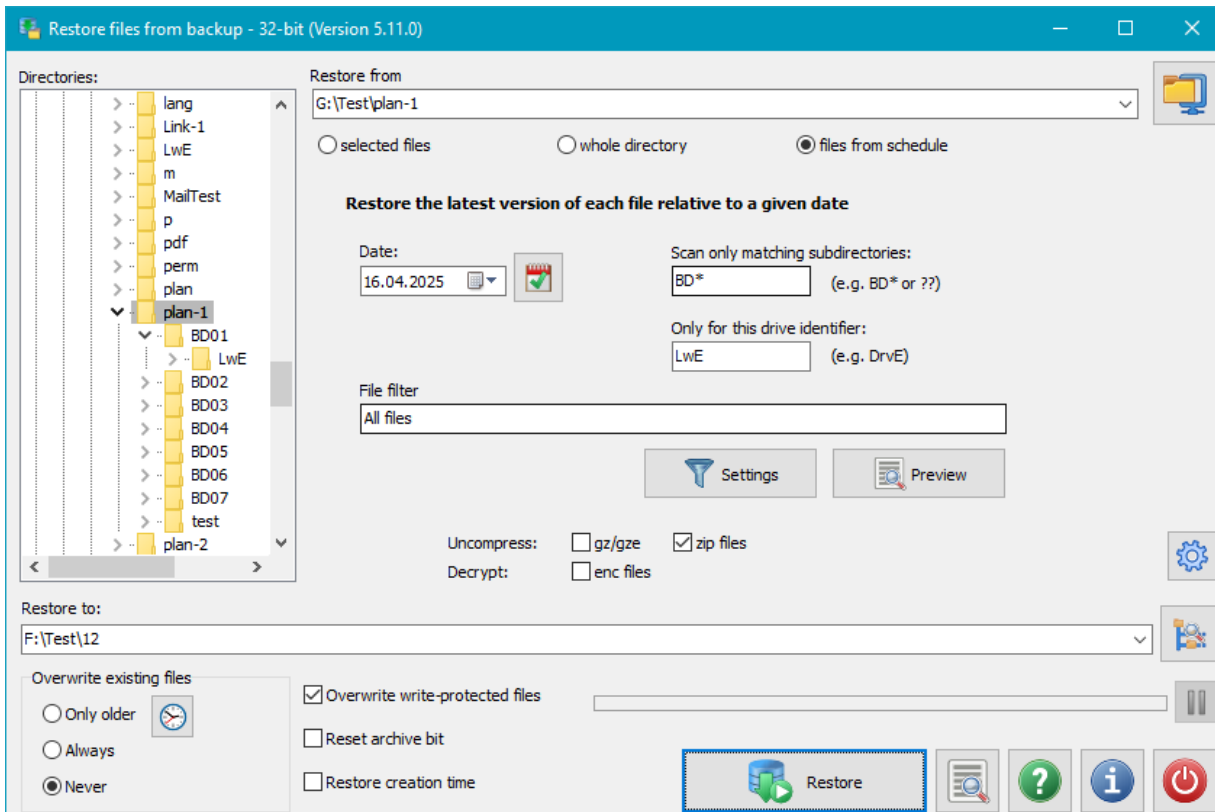 Restore files from backup - 32-bit (Version 5.11.0)
Directories:
lang
Link-1
LwE
m
MailTest
p
pdf
perm
plan
plan-1
BD01
LwE
BD02
BD03
BD04
BD05
BD06
BD07
test
plan-2
Restore from
G:\Test\plan-1
selected files
whole directory
files from schedule
Restore the latest version of each file relative to a given date
Date:
16.04.2025
Scan only matching subdirectories:
BD* (e.g. BD* or ??)
Only for this drive identifier:
LwE (e.g. DrvE)
File filter
All files
Settings
Preview
Uncompress: gz/gze zip files
Decrypt: enc files
Restore to:
F:\Test\12
Overwrite existing files
Only older
Always
Never
Overwrite write-protected files
Reset archive bit
Restore creation time
Restore